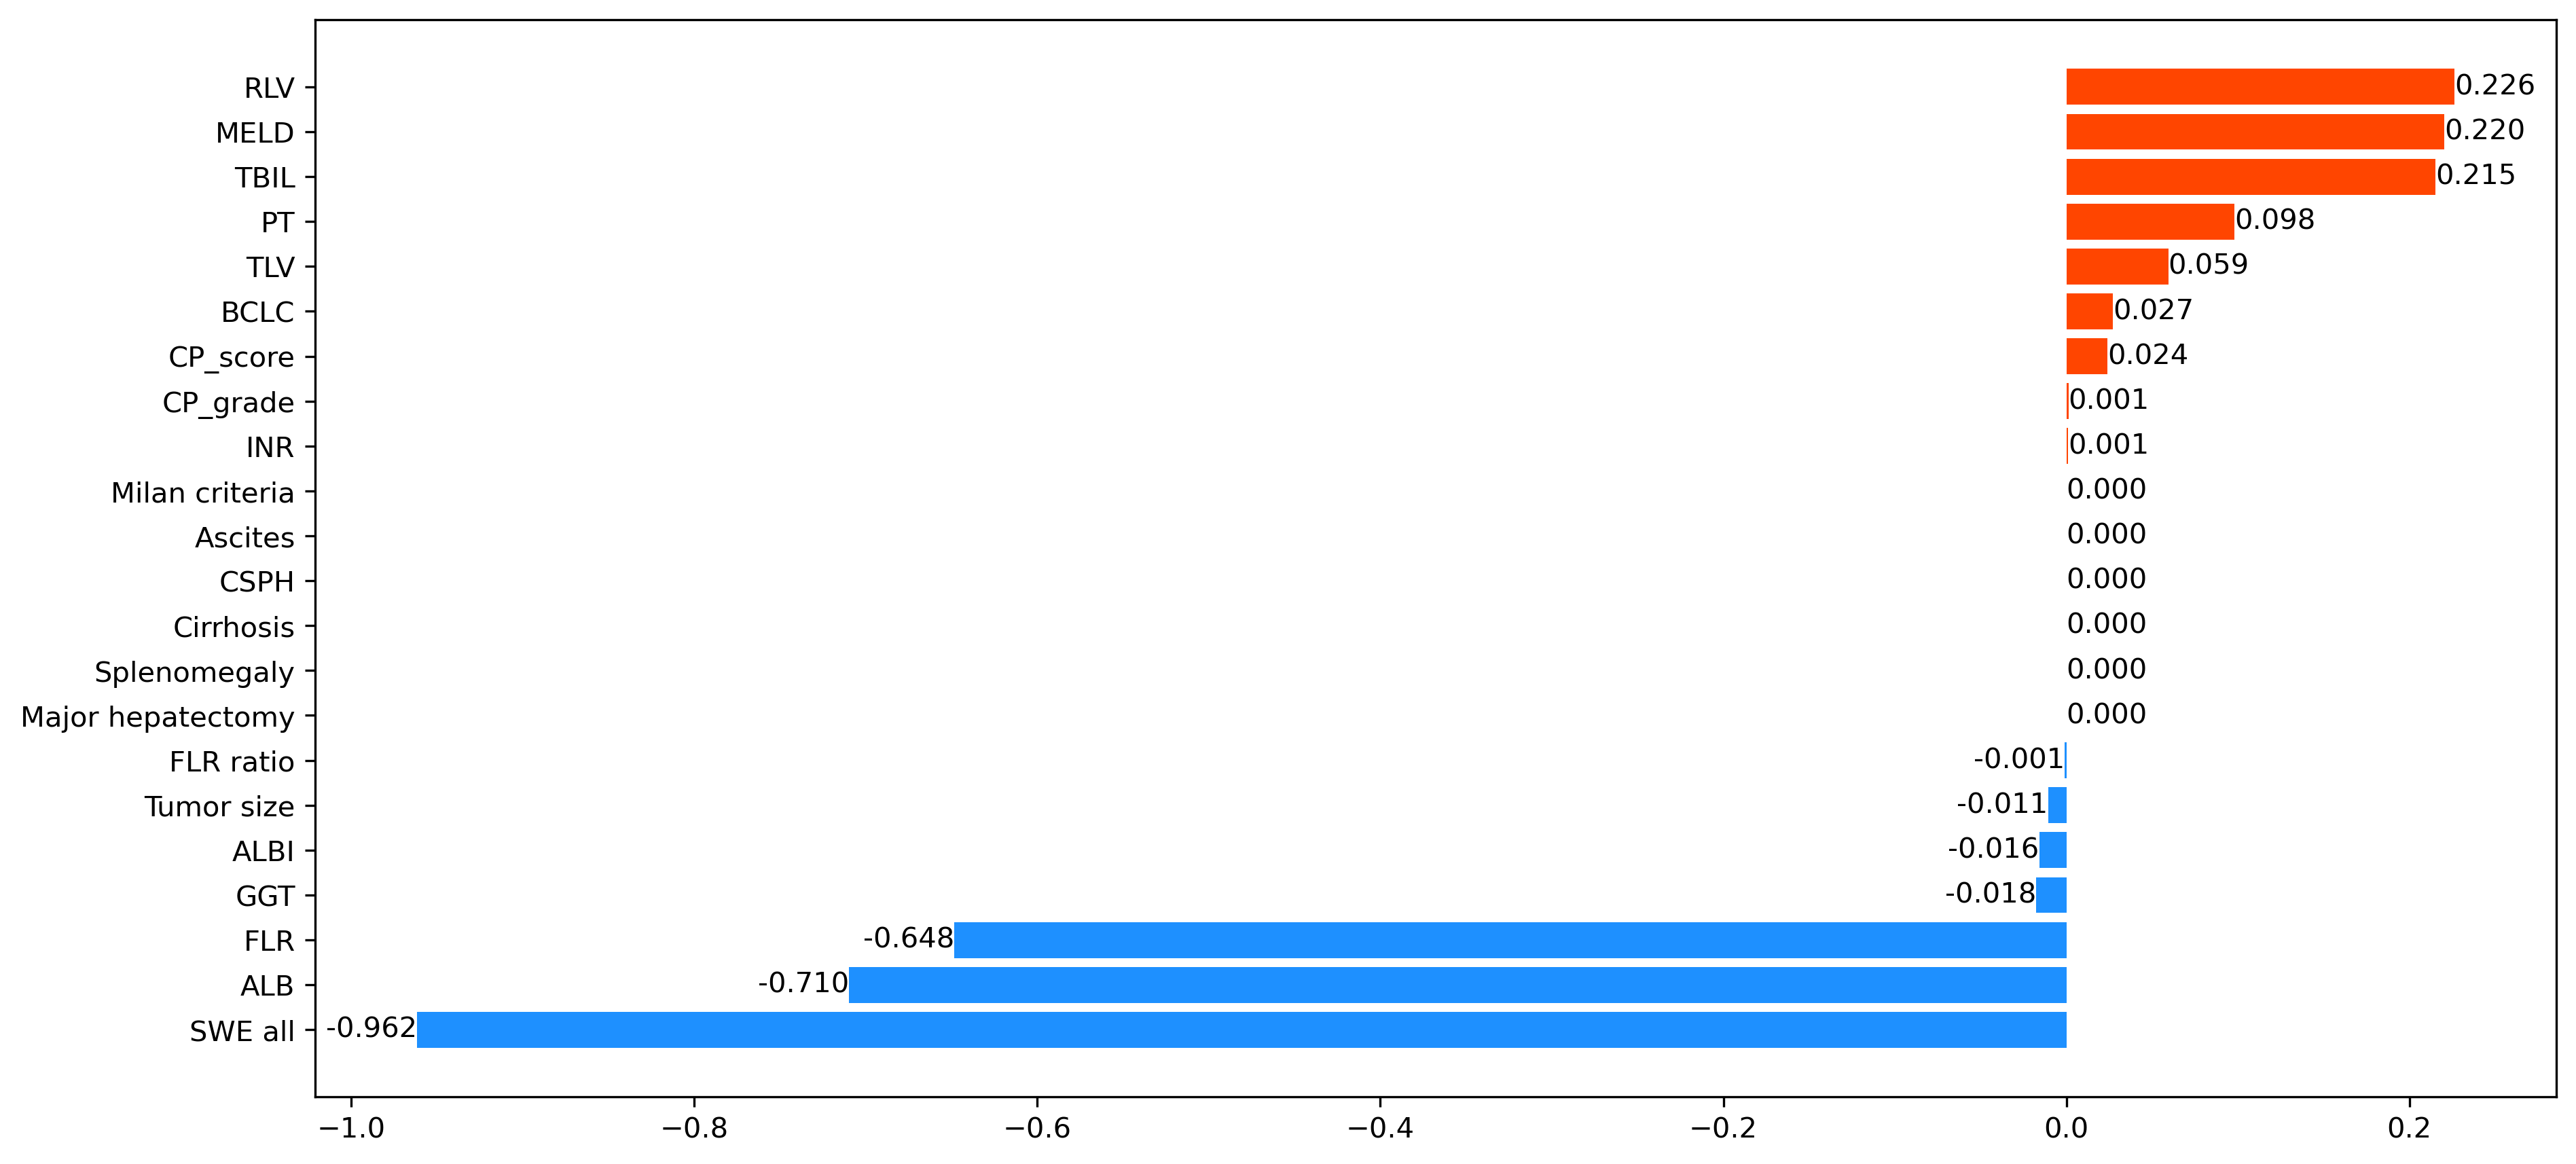 RLV 0.226
MELD 0.220
TBIL 0.215
PT 0.098
TLV 0.059
BCLC 0.027
CP_score 0.024
CP_grade 0.001
INR 0.001
Milan criteria 0.000
Ascites 0.000
CSPH 0.000
Cirrhosis 0.000
Splenomegaly 0.000
Major hepatectomy 0.000
FLR ratio -0.001
Tumor size -0.011
ALBI -0.016
GGT -0.018
FLR -0.648
ALB -0.710
SWE all -0.962
−1.0 −0.8 −0.6 −0.4 −0.2 0.0 0.2